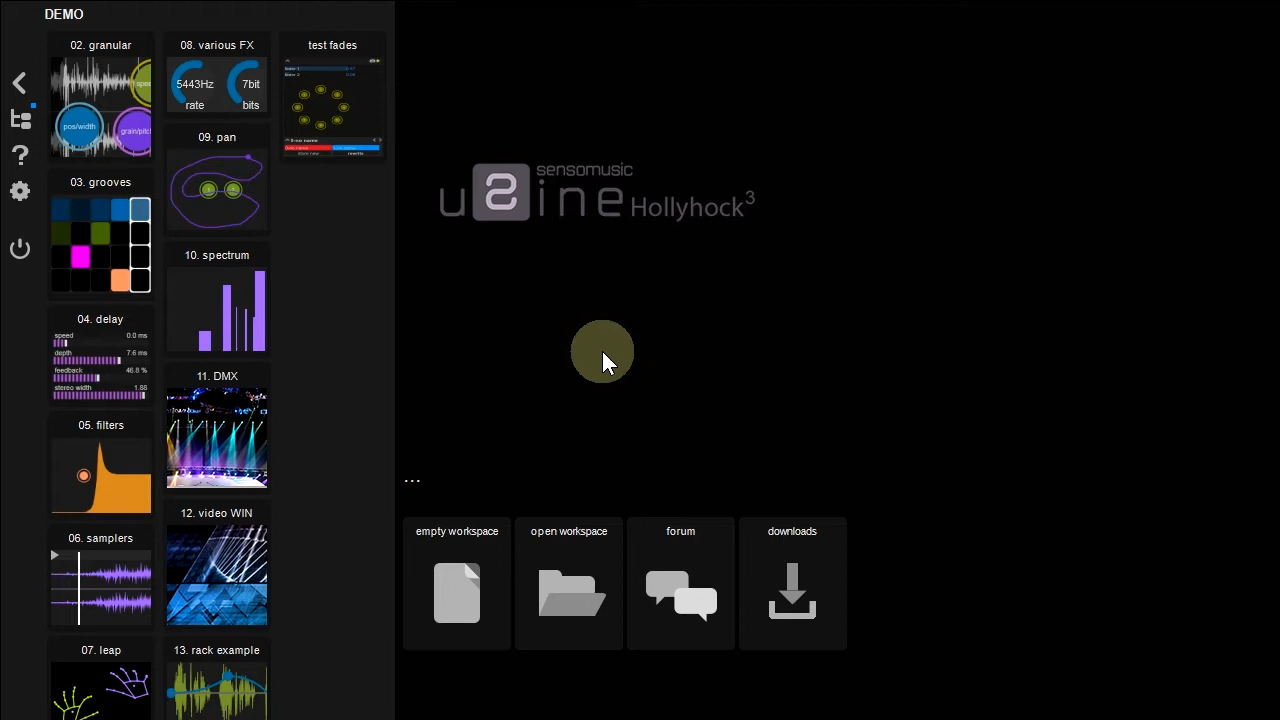 DEMO
02. granular
spee
pos/width
grain/pitch
03. grooves
04. delay
speed 0.0 ms
depth 7.6 ms
feedback 46.8 %
stereo width 1.88
05. filters
06. samplers
07. leap
08. various FX
5443Hz 7bit
rate bits
09. pan
10. spectrum
11. DMX
12. video WIN
13. rack example
test fades
sensomusic
usine Hollyhock3
...
empty workspace
open workspace
forum
downloads